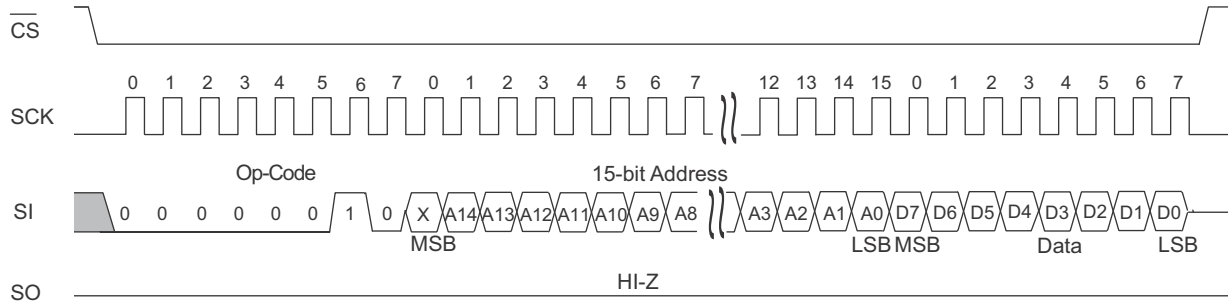 CS
0 1 2 3 4 5 6 7 0 1 2 3 4 5 6 7 12 13 14 15 0 1 2 3 4 5 6 7
SCK
Op-Code 15-bit Address
SI 0 0 0 0 0 0 1 0 X A14 A13 A12 A11 A10 A9 A8 A3 A2 A1 A0 D7 D6 D5 D4 D3 D2 D1 D0
MSB LSB MSB Data LSB
HI-Z
SO